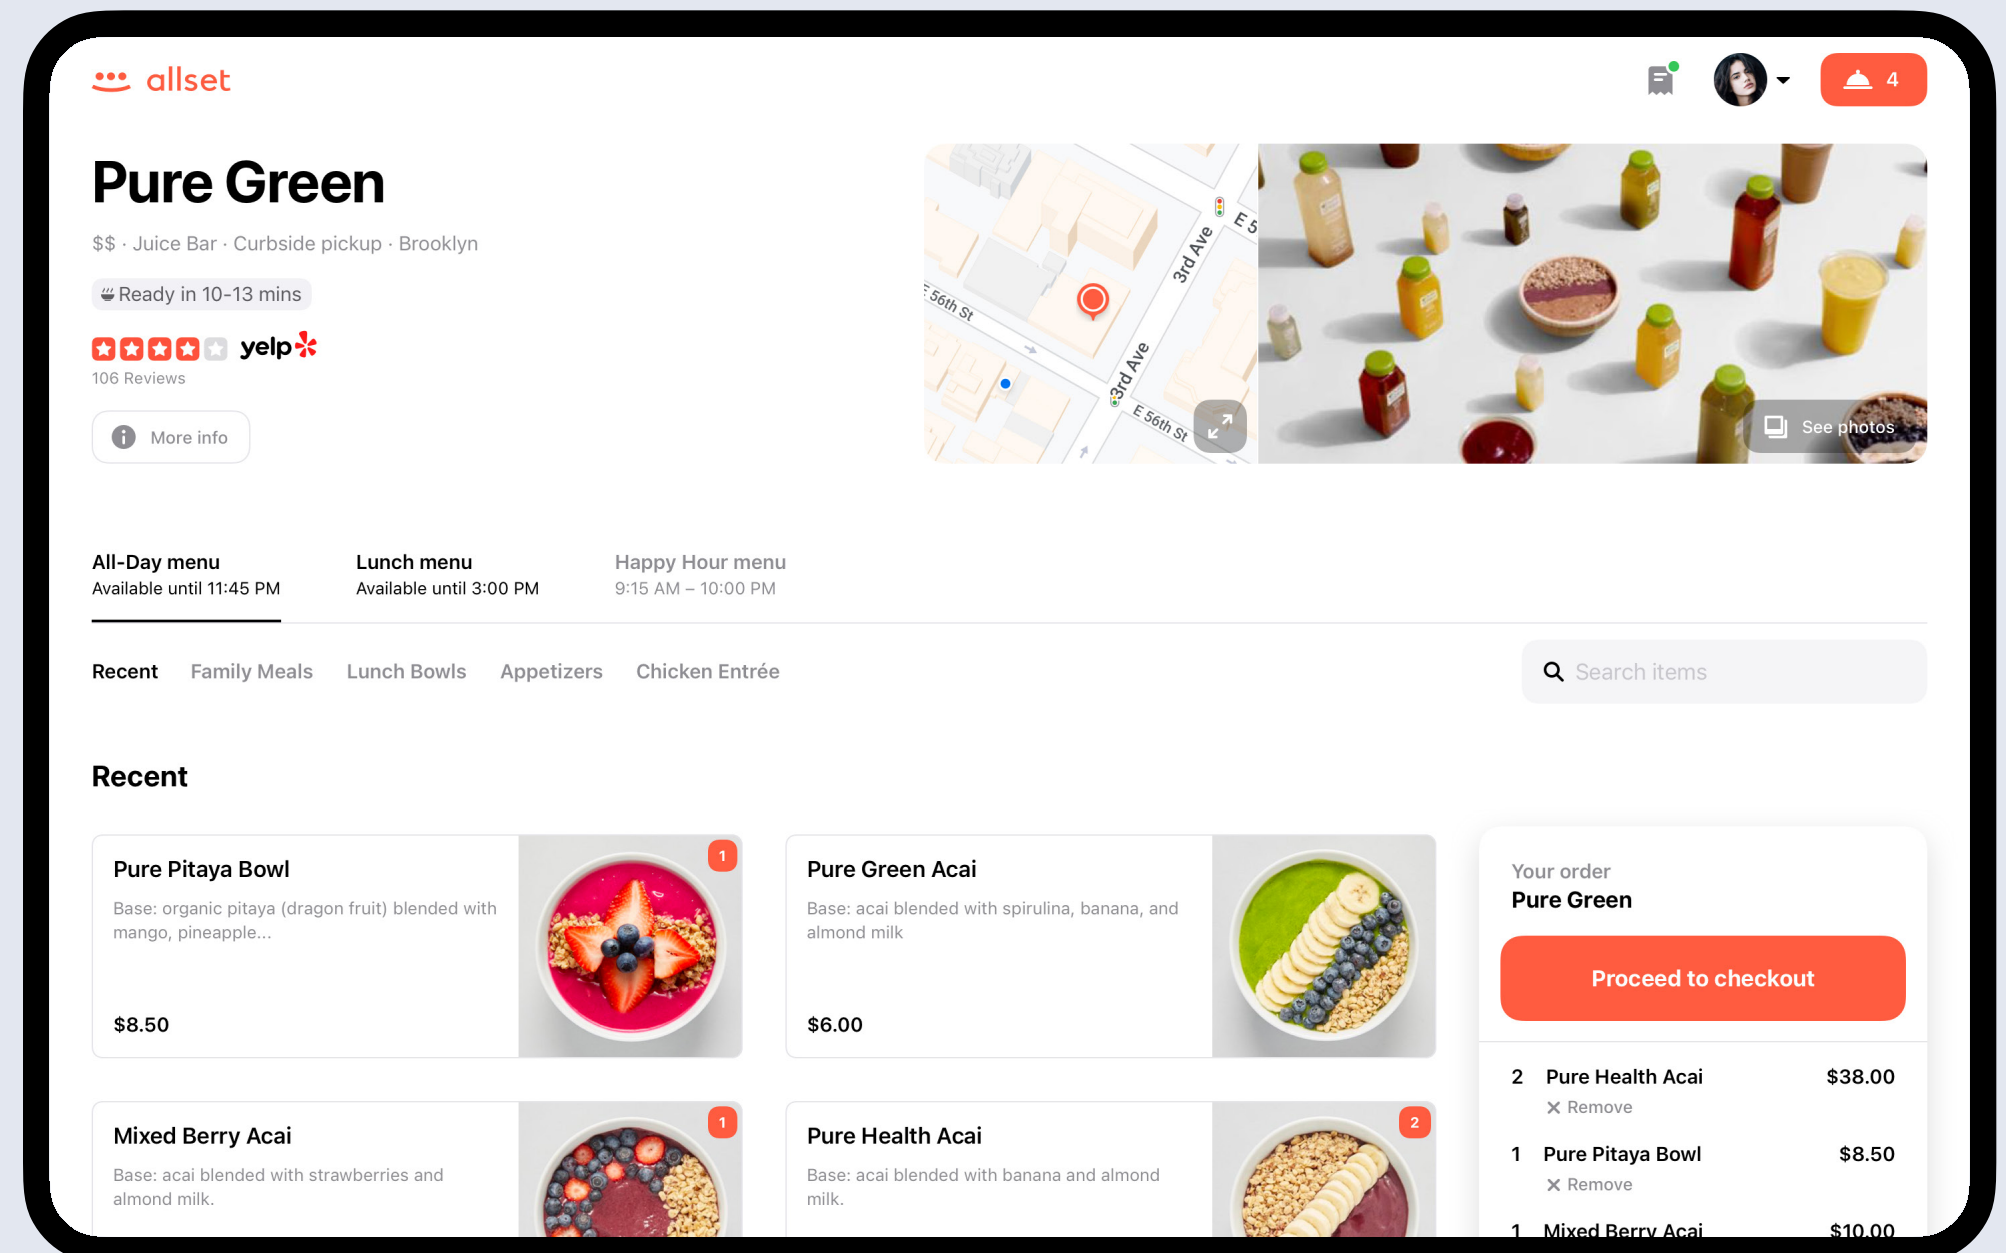 allset
4
Pure Green
$$ · Juice Bar · Curbside pickup · Brooklyn
Ready in 10-13 mins
yelp
106 Reviews
More info
E 5
3rd Ave
E 56th St
3rd Ave
E 56th St
See photos
All-Day menu
Available until 11:45 PM
Lunch menu
Available until 3:00 PM
Happy Hour menu
9:15 AM – 10:00 PM
Recent
Family Meals
Lunch Bowls
Appetizers
Chicken Entrée
Search items
Recent
Pure Pitaya Bowl
Base: organic pitaya (dragon fruit) blended with
mango, pineapple...
$8.50
1
Pure Green Acai
Base: acai blended with spirulina, banana, and
almond milk
$6.00
Mixed Berry Acai
Base: acai blended with strawberries and
almond milk.
1
Pure Health Acai
Base: acai blended with banana and almond
milk.
2
Your order
Pure Green
Proceed to checkout
2 Pure Health Acai $38.00
Remove
1 Pure Pitaya Bowl $8.50
Remove
1 Mixed Berry Acai $10.00